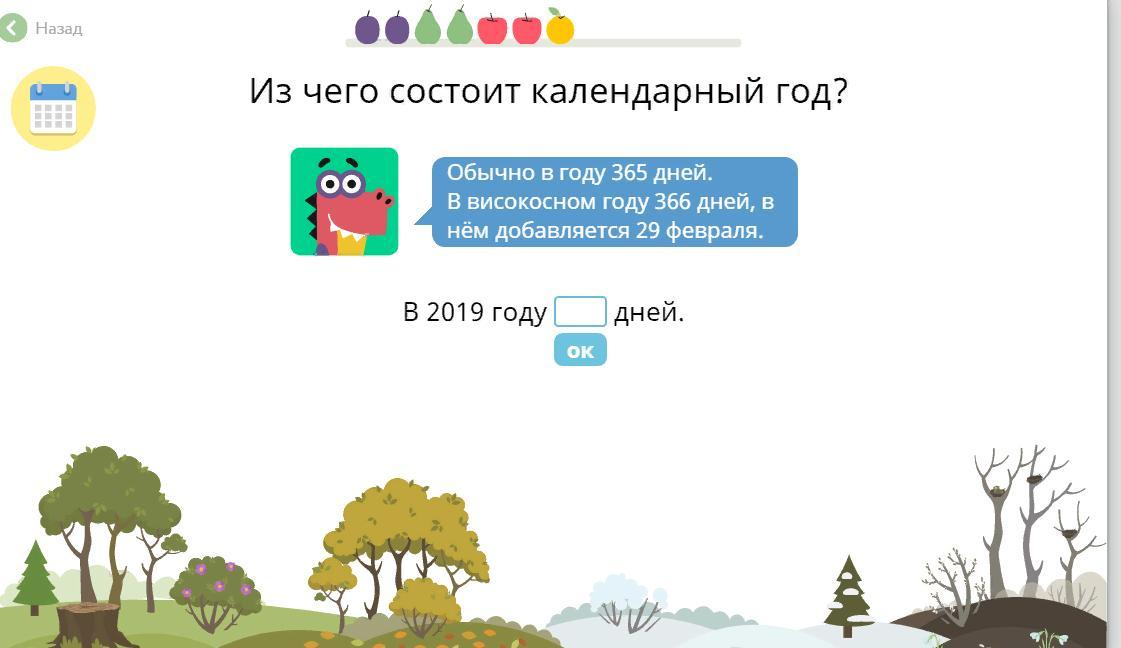 Назад
Из чего состоит календарный год?
Обычно в году 365 дней.
В високосном году 366 дней, в
нём добавляется 29 февраля.
В 2019 году дней.
ок